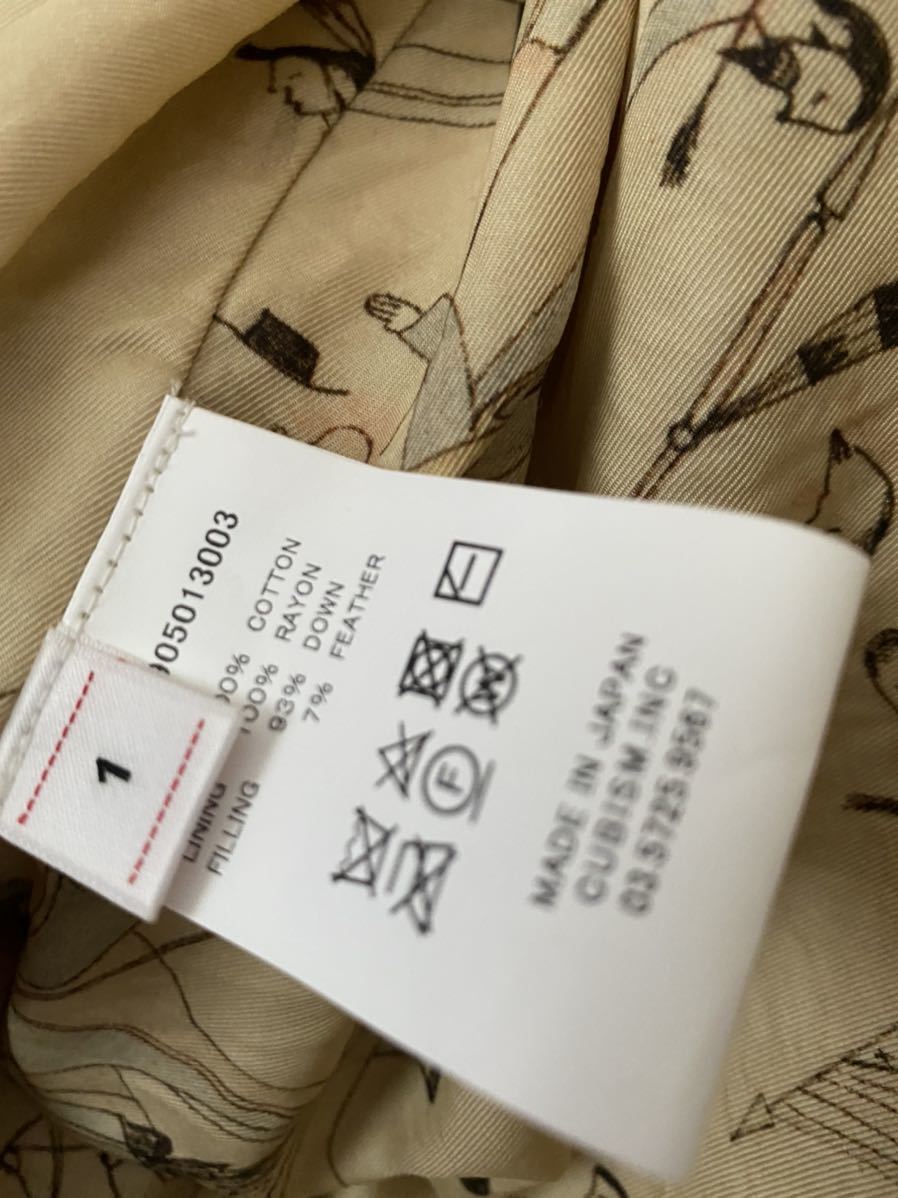 905013003
00% COTTON
LINING 100% RAYON
FILLING 93% DOWN
7% FEATHER
F
W
MADE IN JAPAN
CUBISM.INC
03.5725.9567
1